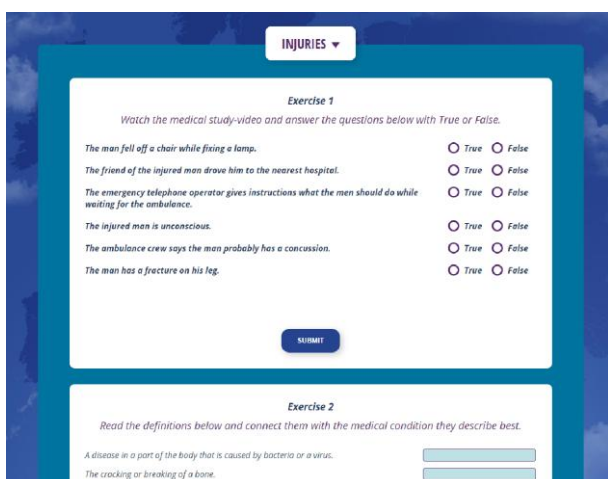 INJURIES
Exercise 1
Watch the medical study-video and answer the questions below with True or False.
The man fell off a chair while fixing a lamp. True False
The friend of the injured man drove him to the nearest hospital. True False
The emergency telephone operator gives instructions what the men should do while True False
waiting for the ambulance.
The injured man is unconscious. True False
The ambulance crew says the man probably has a concussion. True False
The man has a fracture on his leg. True False
SUBMIT
Exercise 2
Read the definitions below and connect them with the medical condition they describe best.
A disease in a part of the body that is caused by bacteria or a virus.
The cracking or breaking of a bone.